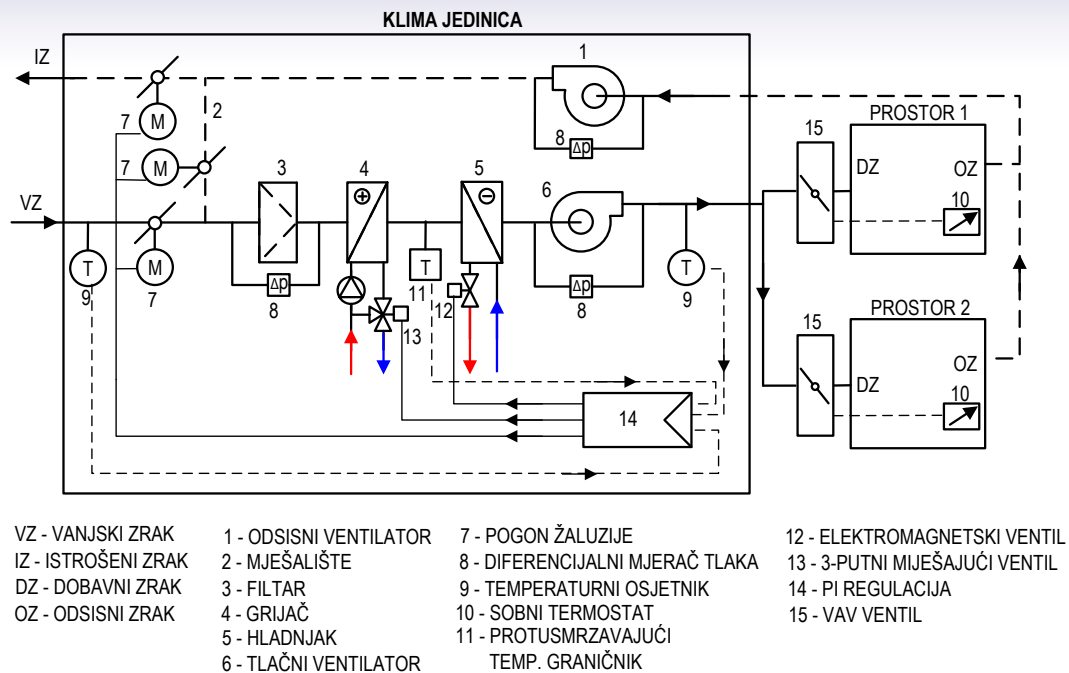 KLIMA JEDINICA
IZ
1
7
M
2
8
Δp
7
M
PROSTOR 1
15
DZ
OZ
10
3
4
5
6
VZ
T
9
M
7
Δp
8
T
11
12
13
Δp
8
T
9
PROSTOR 2
15
DZ
OZ
10
14
VZ - VANJSKI ZRAK
IZ - ISTROŠENI ZRAK
DZ - DOBAVNI ZRAK
OZ - ODSISNI ZRAK
1 - ODSISNI VENTILATOR
2 - MJEŠALIŠTE
3 - FILTAR
4 - GRIJAČ
5 - HLADNJAK
6 - TLAČNI VENTILATOR
7 - POGON ŽALUZIJE
8 - DIFERENCIJALNI MJERAČ TLAKA
9 - TEMPERATURNI OSJETNIK
10 - SOBNI TERMOSTAT
11 - PROTUSMRZAVAJUĆI
TEMP. GRANIČNIK
12 - ELEKTROMAGNETSKI VENTIL
13 - 3-PUTNI MIJEŠAJUĆI VENTIL
14 - PI REGULACIJA
15 - VAV VENTIL